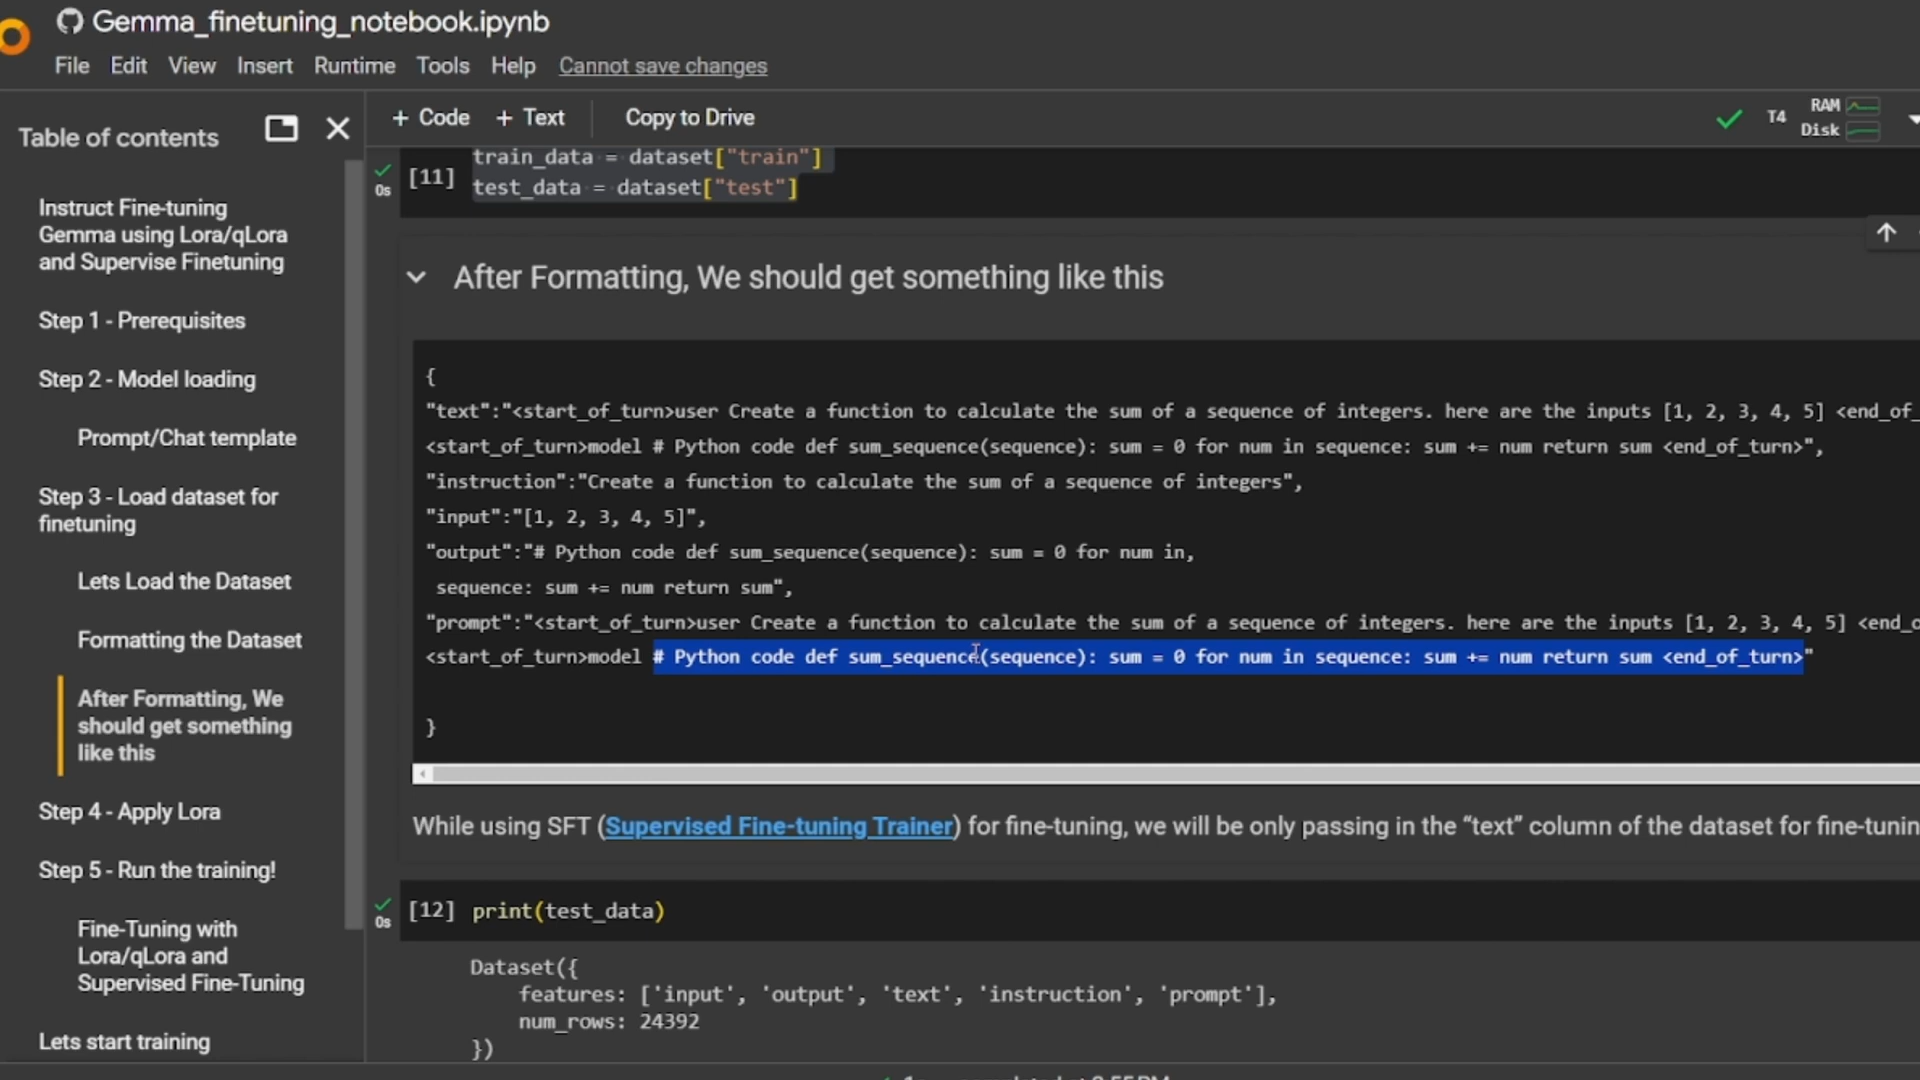 Gemma_finetuning_notebook.ipynb
File Edit View Insert Runtime Tools Help Cannot save changes
Table of contents
Instruct Fine-tuning
Gemma using Lora/qLora
and Supervise Finetuning
Step 1 - Prerequisites
Step 2 - Model loading
Prompt/Chat template
Step 3 - Load dataset for
finetuning
Lets Load the Dataset
Formatting the Dataset
After Formatting, We
should get something
like this
Step 4 - Apply Lora
Step 5 - Run the training!
Fine-Tuning with
Lora/qLora and
Supervised Fine-Tuning
Lets start training
+ Code + Text Copy to Drive
T4 RAM
Disk
0s [11] train_data = dataset["train"]
test_data = dataset["test"]
After Formatting, We should get something like this
{
"text":"<start_of_turn>user Create a function to calculate the sum of a sequence of integers. here are the inputs [1, 2, 3, 4, 5] <end_of_
<start_of_turn>model # Python code def sum_sequence(sequence): sum = 0 for num in sequence: sum += num return sum <end_of_turn>",
"instruction":"Create a function to calculate the sum of a sequence of integers",
"input":"[1, 2, 3, 4, 5]",
"output":"# Python code def sum_sequence(sequence): sum = 0 for num in,
sequence: sum += num return sum",
"prompt":"<start_of_turn>user Create a function to calculate the sum of a sequence of integers. here are the inputs [1, 2, 3, 4, 5] <end_o
<start_of_turn>model # Python code def sum_sequence(sequence): sum = 0 for num in sequence: sum += num return sum <end_of_turn>"
}
While using SFT (Supervised Fine-tuning Trainer) for fine-tuning, we will be only passing in the “text” column of the dataset for fine-tunin
0s [12] print(test_data)
Dataset({
features: ['input', 'output', 'text', 'instruction', 'prompt'],
num_rows: 24392
})